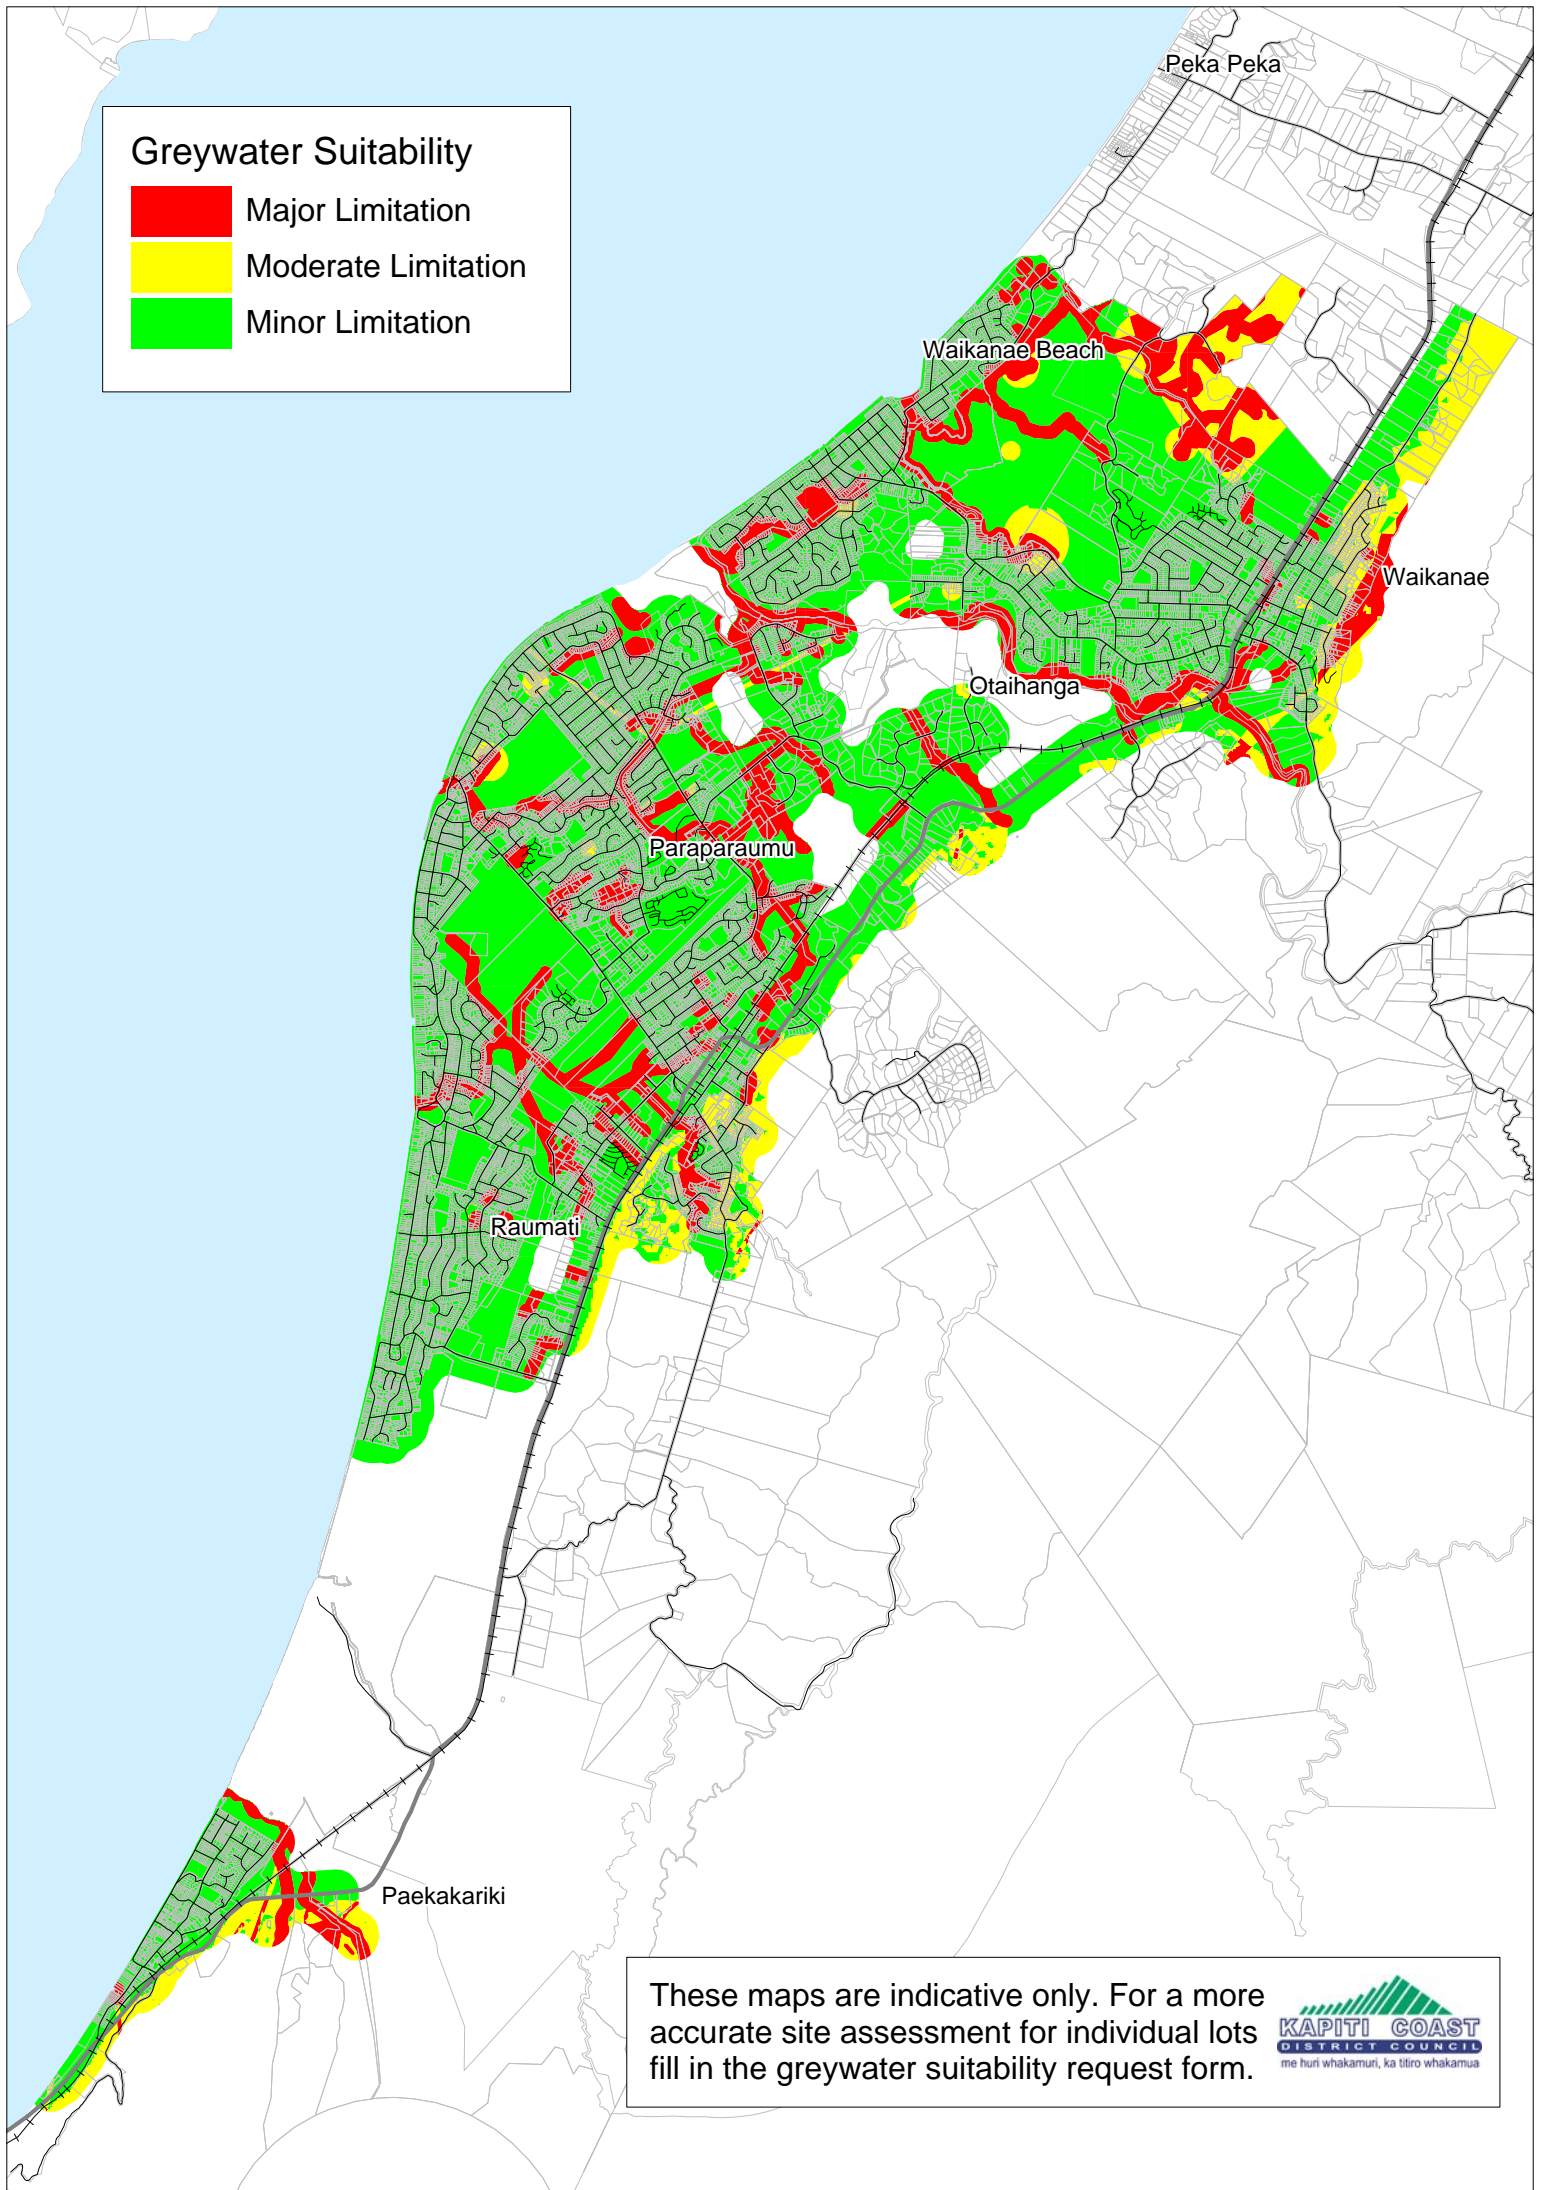 Peka Peka
Greywater Suitability
Major Limitation
Moderate Limitation
Minor Limitation
Waikanae Beach
Waikanae
Otaihanga
Paraparaumu
Raumati
Paekakariki
These maps are indicative only. For a more
accurate site assessment for individual lots
fill in the greywater suitability request form.
KAPITI COAST
DISTRICT COUNCIL
me huri whakamuri, ka titiro whakamua